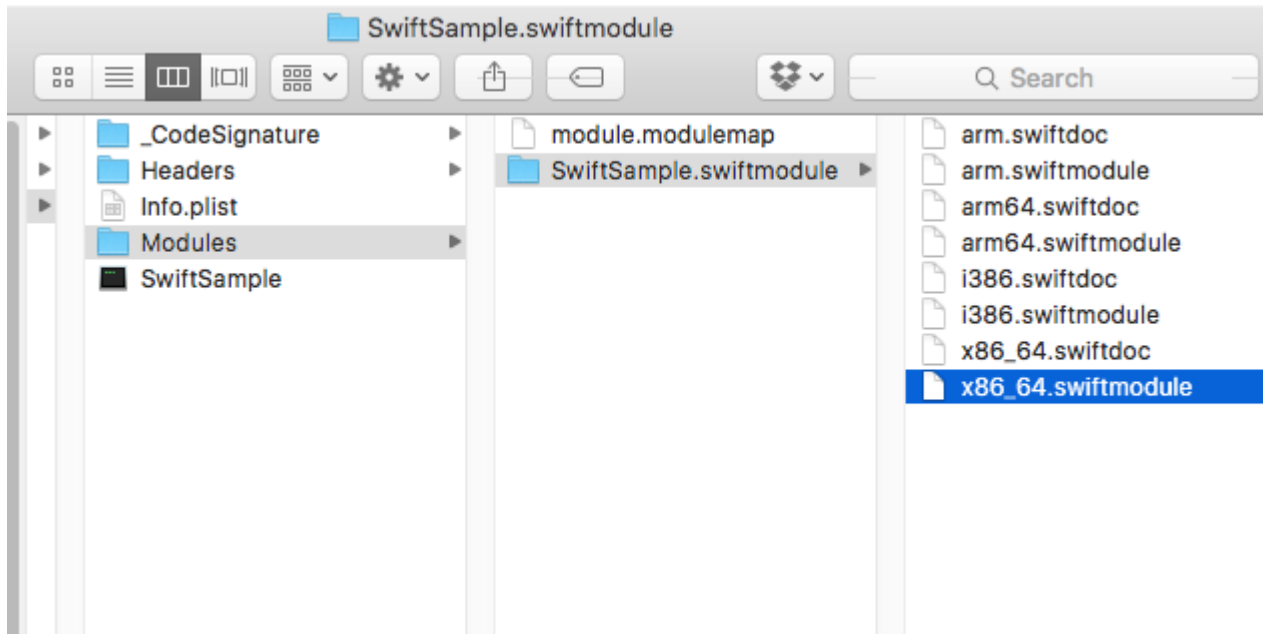 SwiftSample.swiftmodule
Search
_CodeSignature
Headers
Info.plist
Modules
SwiftSample
module.modulemap
SwiftSample.swiftmodule
arm.swiftdoc
arm.swiftmodule
arm64.swiftdoc
arm64.swiftmodule
i386.swiftdoc
i386.swiftmodule
x86_64.swiftdoc
x86_64.swiftmodule